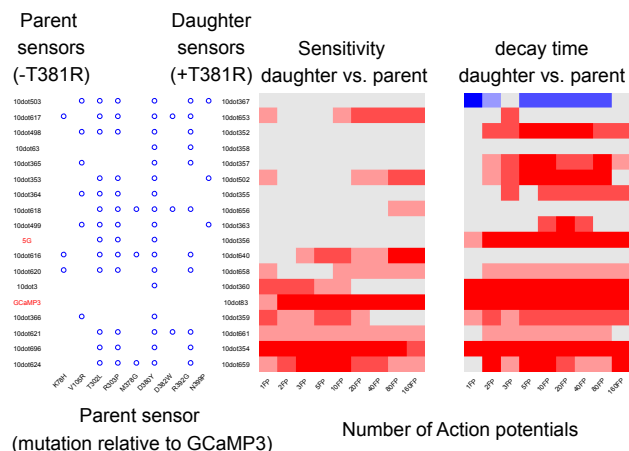 Parent
sensors
(-T381R)
Daughter
sensors
(+T381R)
Sensitivity
daughter vs. parent
decay time
daughter vs. parent
10dot503 10dot367
10dot617 10dot653
10dot498 10dot352
10dot63 10dot358
10dot365 10dot357
10dot353 10dot502
10dot364 10dot355
10dot618 10dot656
10dot499 10dot363
5G 10dot356
10dot616 10dot640
10dot620 10dot658
10dot3 10dot360
GCaMP3 10dot83
10dot366 10dot359
10dot621 10dot661
10dot696 10dot354
10dot624 10dot659
K78H V105R T302L R303P M378G D380Y D382W R392G N399P
1FP 2FP 3FP 5FP 10FP 20FP 40FP 80FP 160FP
1FP 2FP 3FP 5FP 10FP 20FP 40FP 80FP 160FP
Parent sensor
(mutation relative to GCaMP3)
Number of Action potentials